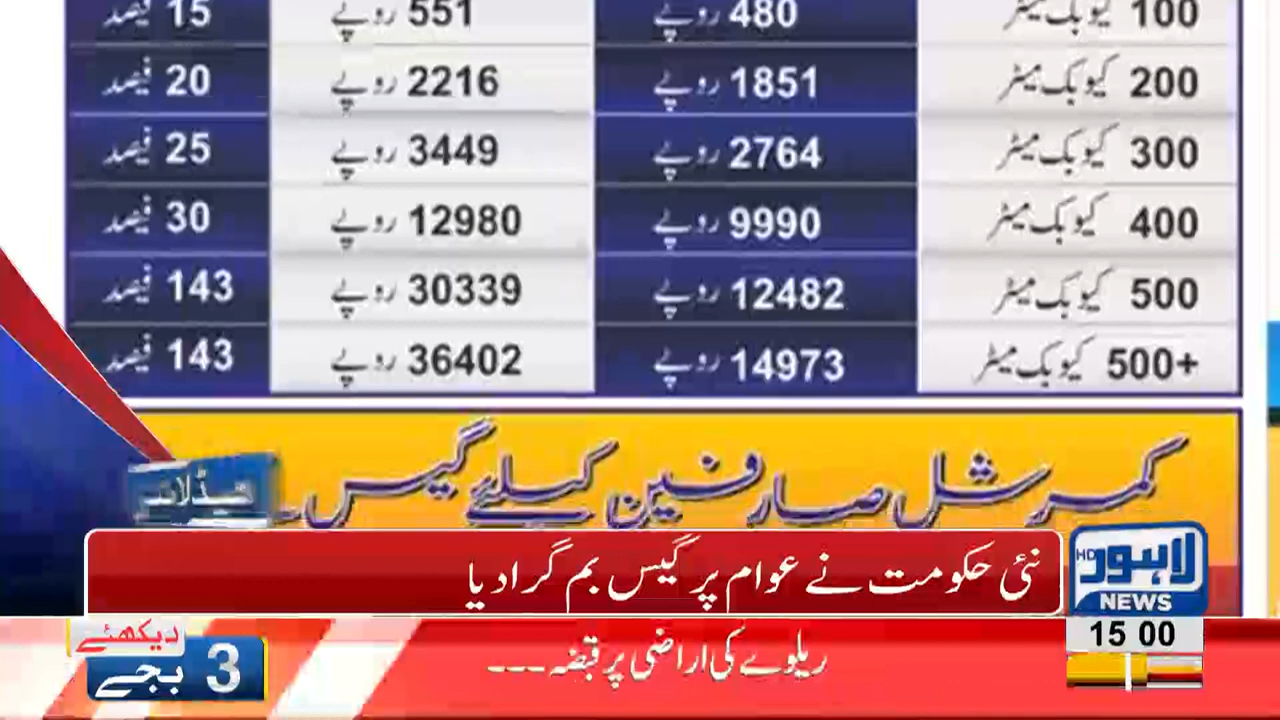 100 کیوبک میٹر 480 روپے 551 روپے 15 فیصد
200 کیوبک میٹر 1851 روپے 2216 روپے 20 فیصد
300 کیوبک میٹر 2764 روپے 3449 روپے 25 فیصد
400 کیوبک میٹر 9990 روپے 12980 روپے 30 فیصد
500 کیوبک میٹر 12482 روپے 30339 روپے 143 فیصد
500+ کیوبک میٹر 14973 روپے 36402 روپے 143 فیصد
کمرشل صارفین کیلئے گیس
ہیڈلائنز
نئی حکومت نے عوام پر گیس بم گرا دیا
HD لاہور
NEWS
15 00
ریلوے کی اراضی پر قبضہ۔۔۔
دیکھئے
3 بجے